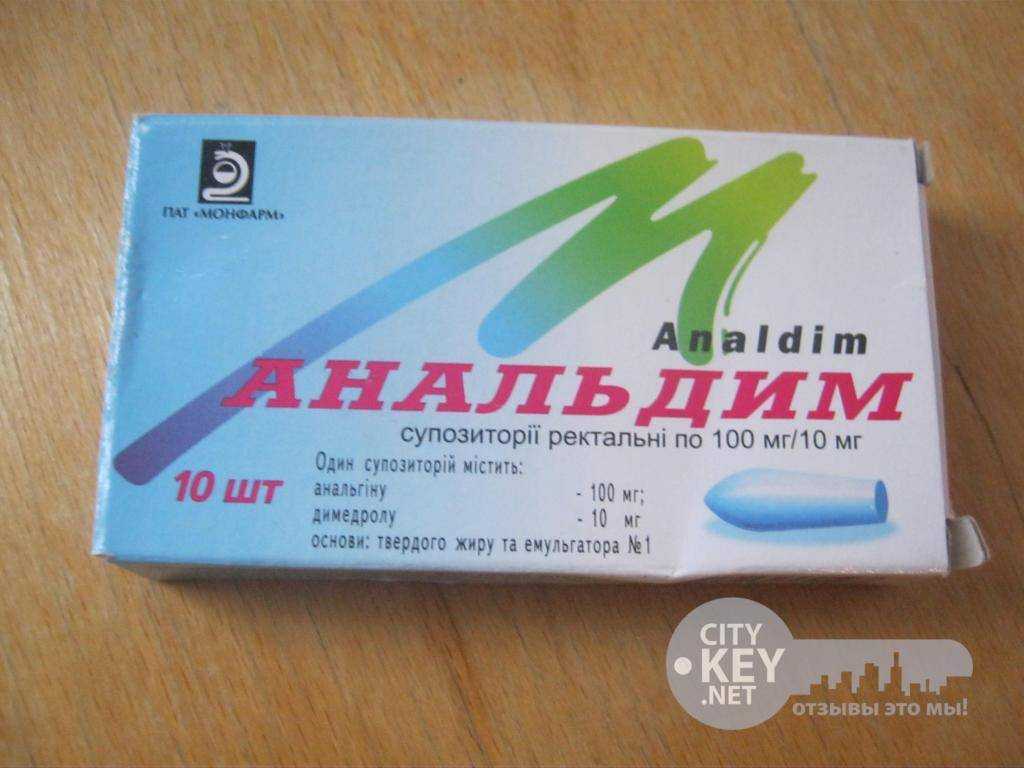 ПАТ «МОНФАРМ»
Analdim
АНАЛЬДИМ
супозиторії ректальні по 100 мг/10 мг
10 шт
Один супозиторій містить:
анальгіну - 100 мг;
димедролу - 10 мг
основи: твердого жиру та емульгатора №1
CITY
KEY
.NET
ОТЗЫВЫ ЭТО МЫ!